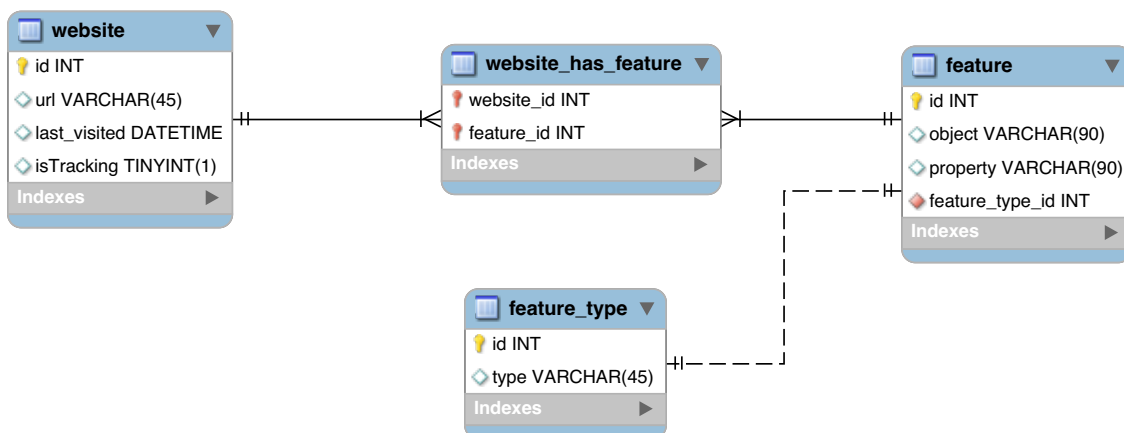 website
id INT
url VARCHAR(45)
last_visited DATETIME
isTracking TINYINT(1)
Indexes
website_has_feature
website_id INT
feature_id INT
Indexes
feature
id INT
object VARCHAR(90)
property VARCHAR(90)
feature_type_id INT
Indexes
feature_type
id INT
type VARCHAR(45)
Indexes